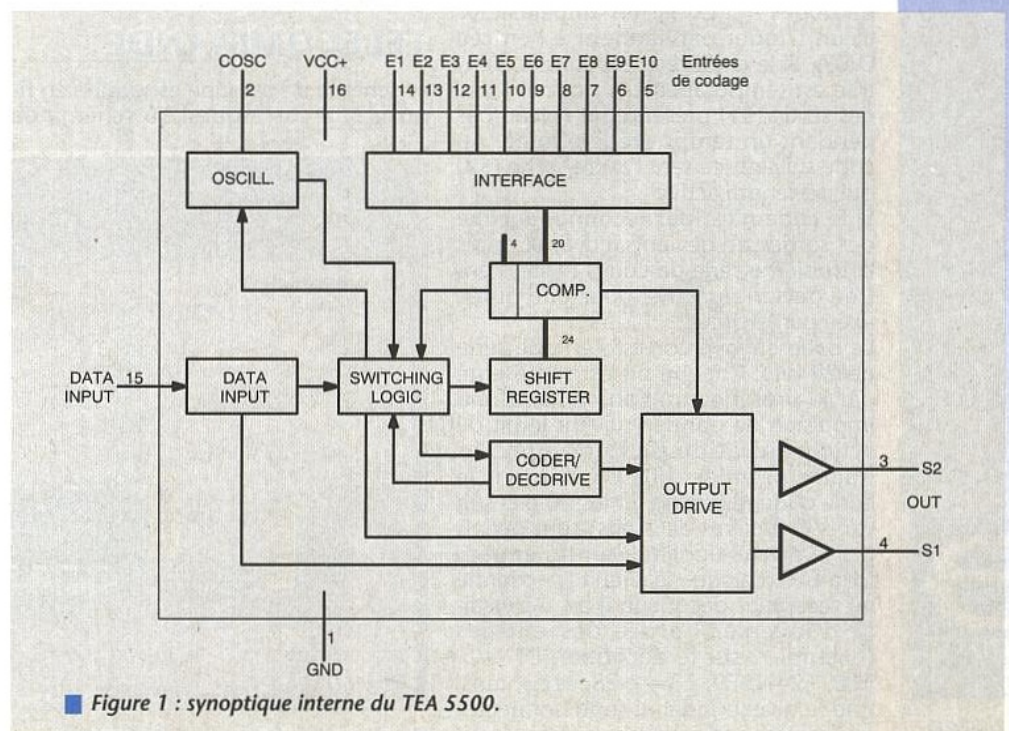 COSC VCC+ E1 E2 E3 E4 E5 E6 E7 E8 E9 E10 Entrées
de codage
2 16 14 13 12 11 10 9 8 7 6 5
OSCILL.
INTERFACE
4 20
COMP.
24
DATA
INPUT
15
DATA
INPUT
SWITCHING
LOGIC
SHIFT
REGISTER
CODER/
DECDRIVE
OUTPUT
DRIVE
3 S2
OUT
4 S1
1
GND
Figure 1 : synoptique interne du TEA 5500.